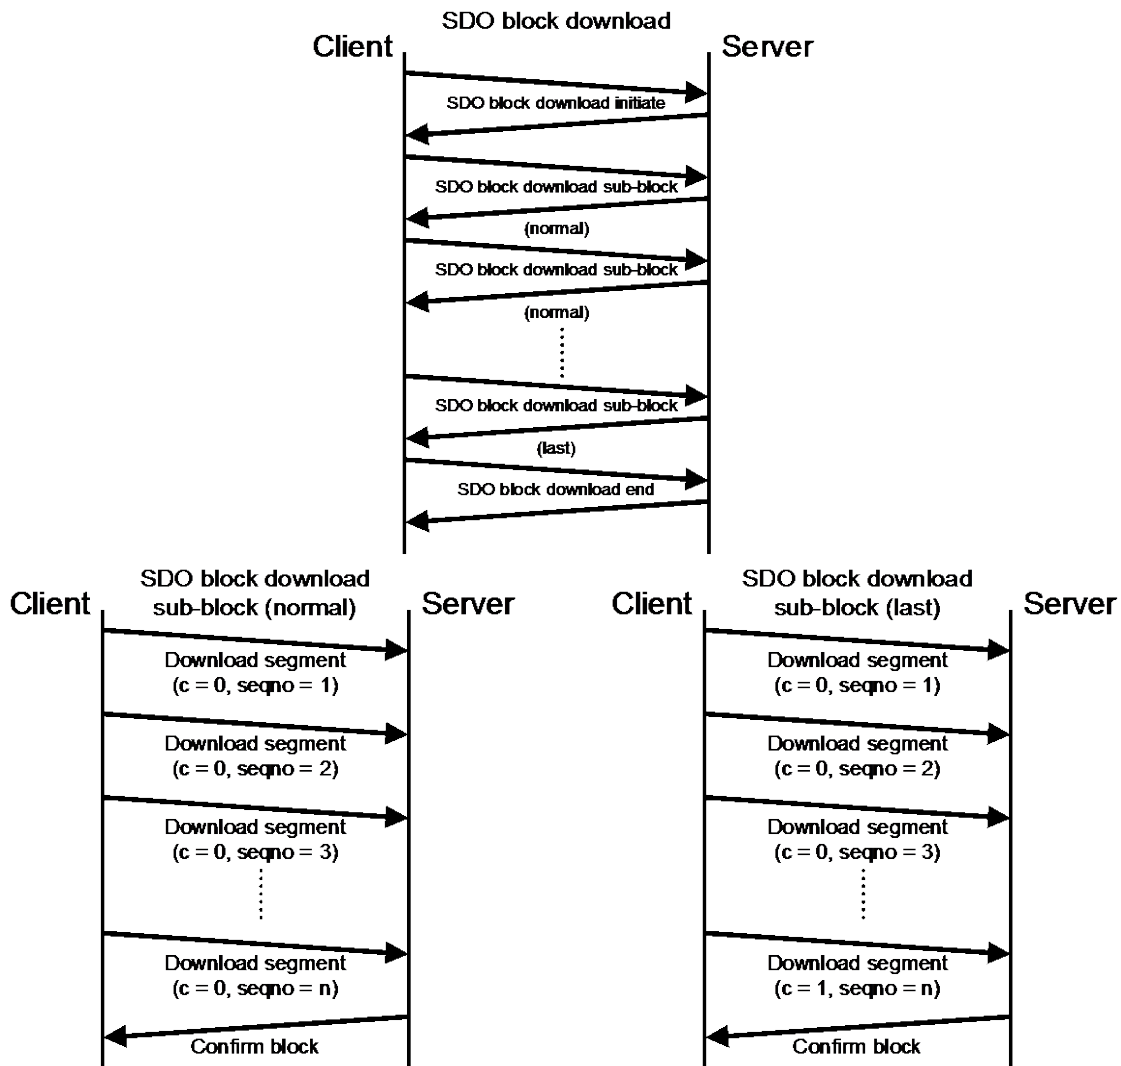 SDO block download
Client
Server
SDO block download initiate
SDO block download sub-block
(normal)
SDO block download sub-block
(normal)
SDO block download sub-block
(last)
SDO block download end
SDO block download
sub-block (normal)
Client
Server
Download segment
(c = 0, seqno = 1)
Download segment
(c = 0, seqno = 2)
Download segment
(c = 0, seqno = 3)
Download segment
(c = 0, seqno = n)
Confirm block
SDO block download
sub-block (last)
Client
Server
Download segment
(c = 0, seqno = 1)
Download segment
(c = 0, seqno = 2)
Download segment
(c = 0, seqno = 3)
Download segment
(c = 1, seqno = n)
Confirm block